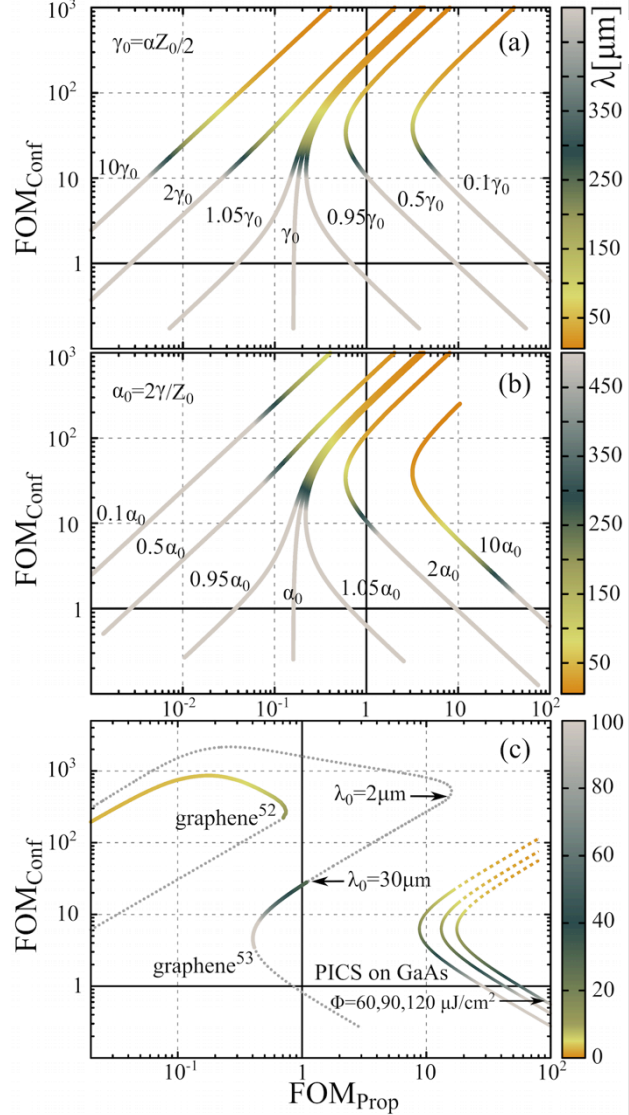 10³
10²
10
1
FOM_Conf
γ₀=αZ₀/2
(a)
10γ₀
2γ₀
1.05γ₀
γ₀
0.95γ₀
0.5γ₀
0.1γ₀
λ[μm]
350
250
150
50
10³
10²
10
1
FOM_Conf
α₀=2γ/Z₀
(b)
0.1α₀
0.5α₀
0.95α₀
α₀
1.05α₀
2α₀
10α₀
450
350
250
150
50
10⁻²
10⁻¹
1
10
10²
10³
10²
10
1
FOM_Conf
(c)
graphene⁵²
λ₀=2μm
λ₀=30μm
graphene⁵³
PICS on GaAs
Φ=60,90,120 μJ/cm²
100
80
60
40
20
0
10⁻¹
1
10
10²
FOM_Prop